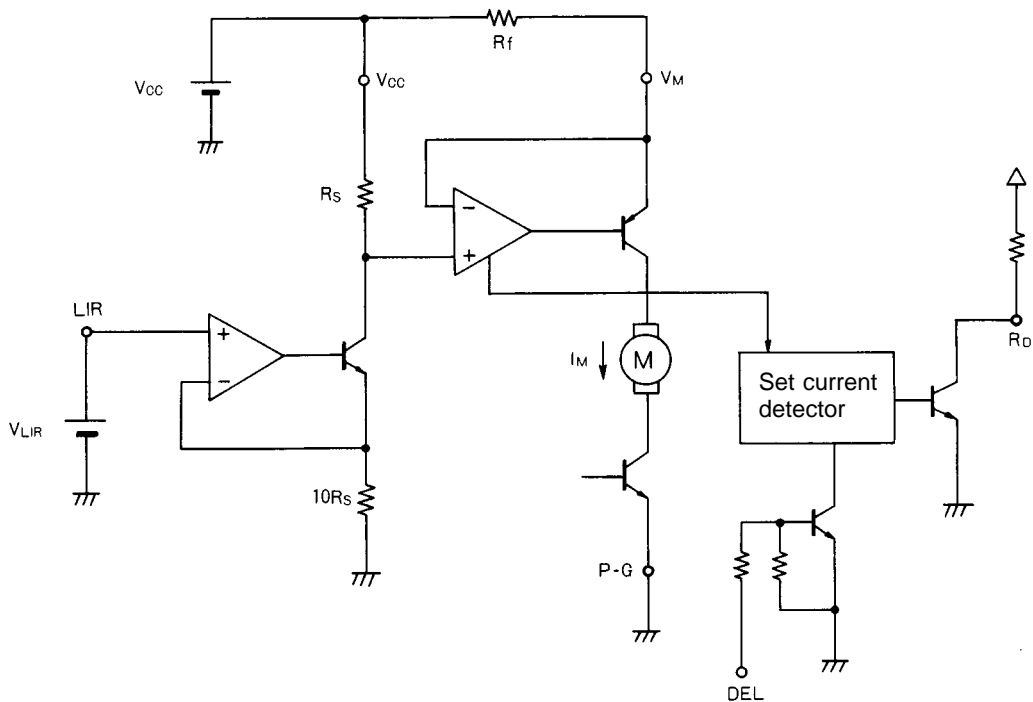 Rf
VCC
VCC
VM
RS
−
+
LIR
+
−
IM
M
RD
Set current
detector
VLIR
10RS
P-G
DEL